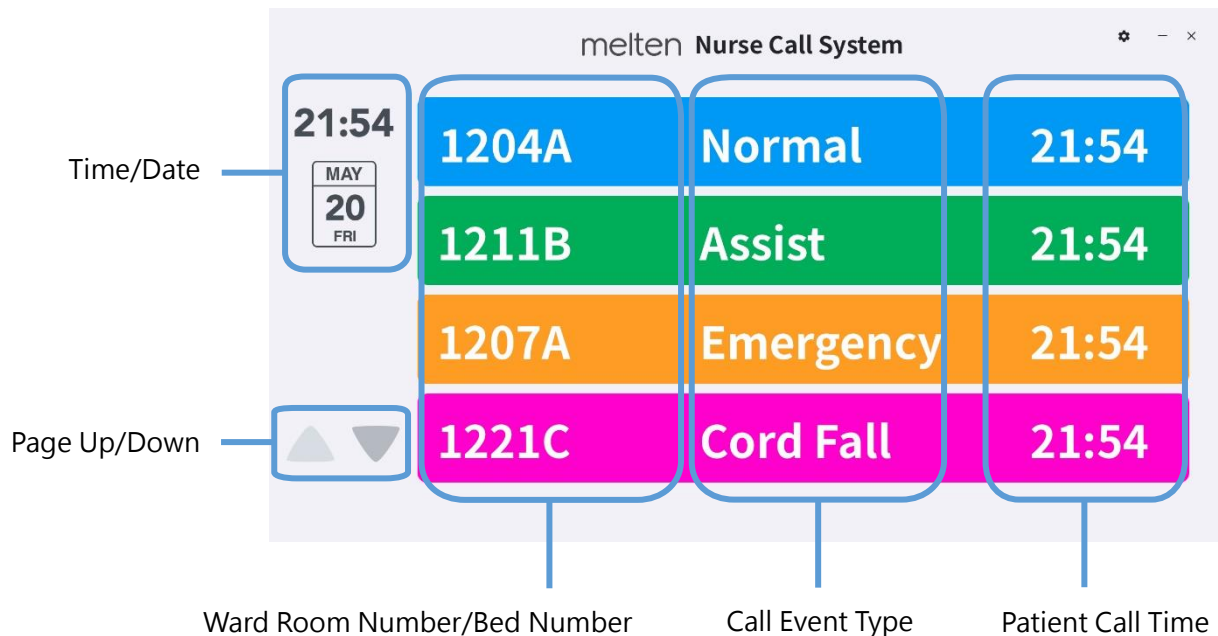 melten Nurse Call System
21:54
MAY
20
FRI
Time/Date
1204A Normal 21:54
1211B Assist 21:54
1207A Emergency 21:54
1221C Cord Fall 21:54
Page Up/Down
Ward Room Number/Bed Number
Call Event Type
Patient Call Time